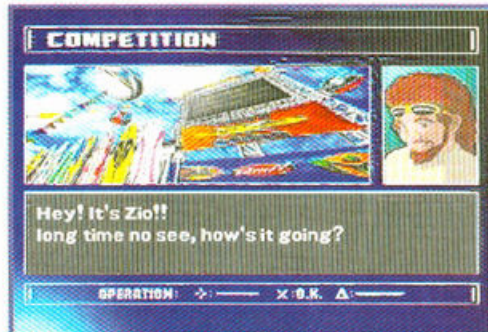 COMPETITION
Hey! It's Zio!!
long time no see, how's it going?
OPERATION: ✣:—— ×:O.K. △:——